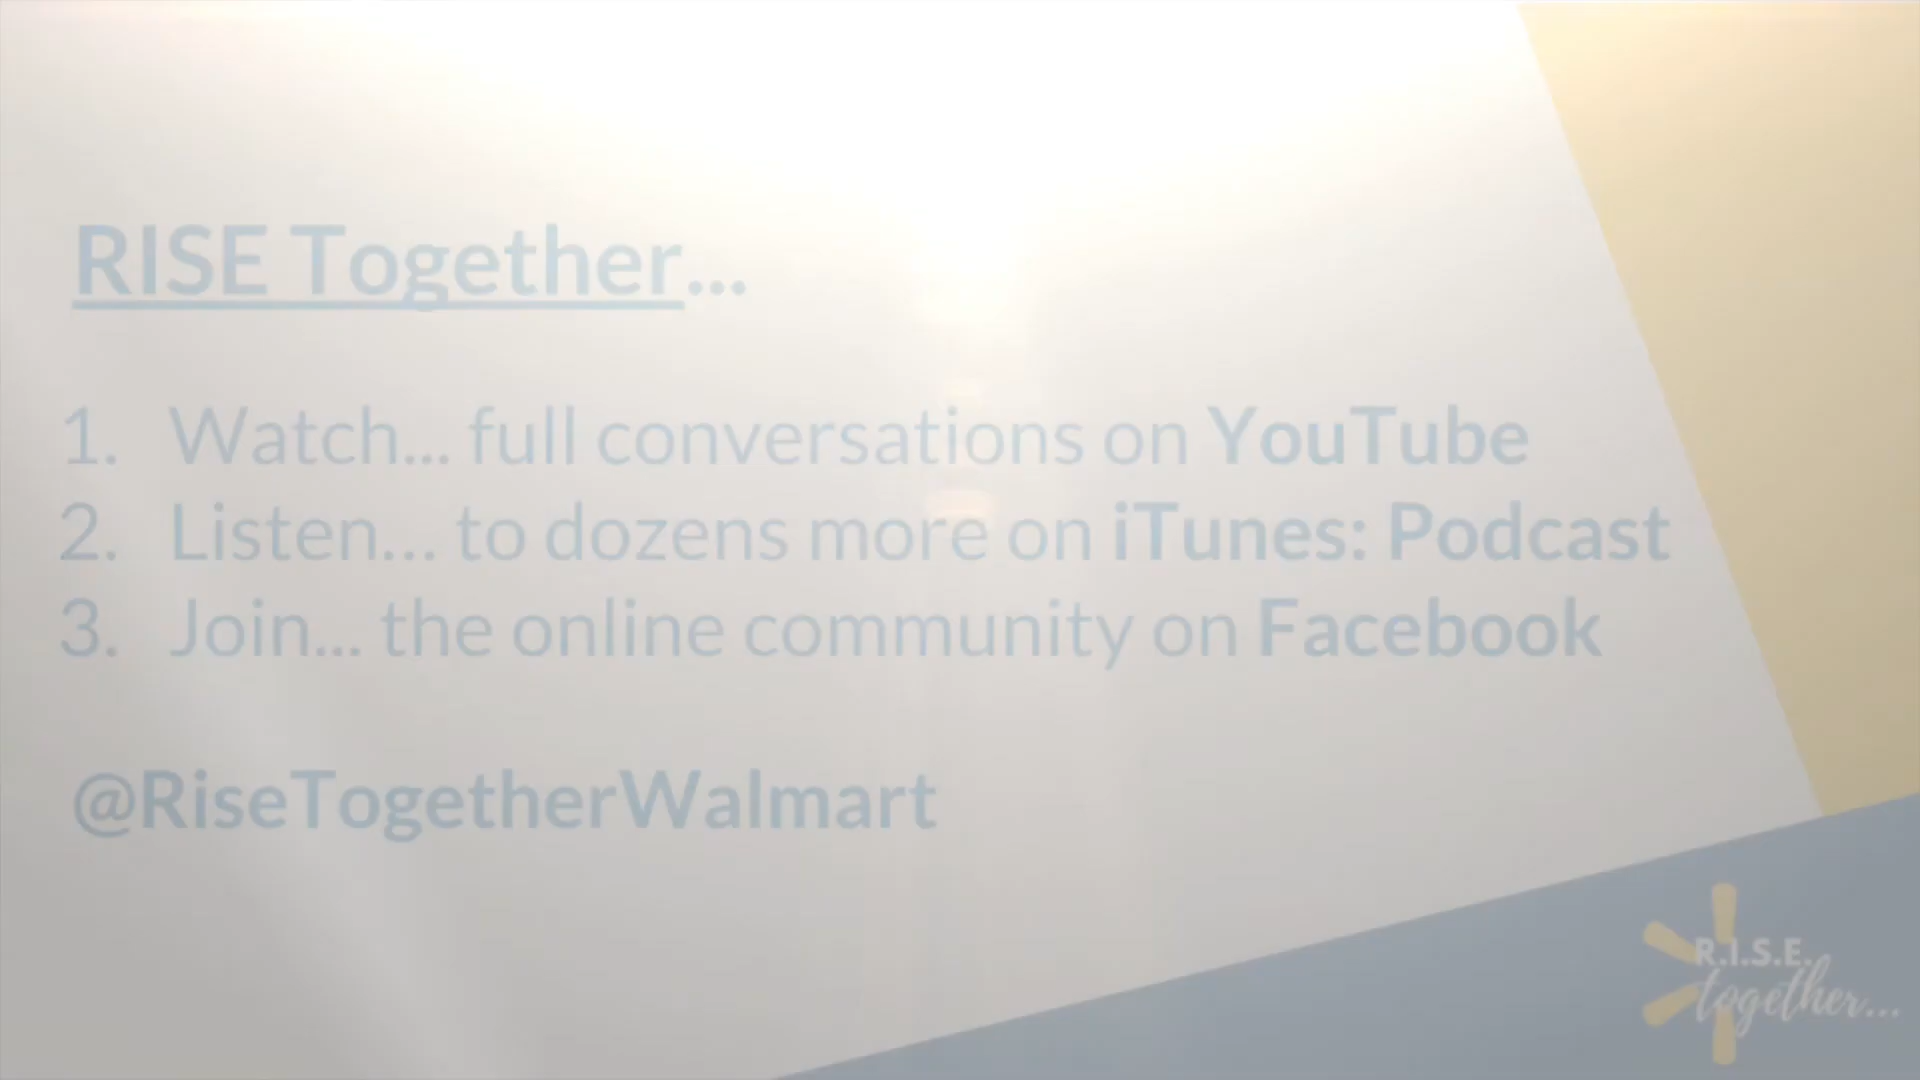 RISE Together...
1. Watch... full conversations on YouTube
2. Listen... to dozens more on iTunes: Podcast
3. Join... the online community on Facebook
@RiseTogetherWalmart
R.I.S.E.
together...